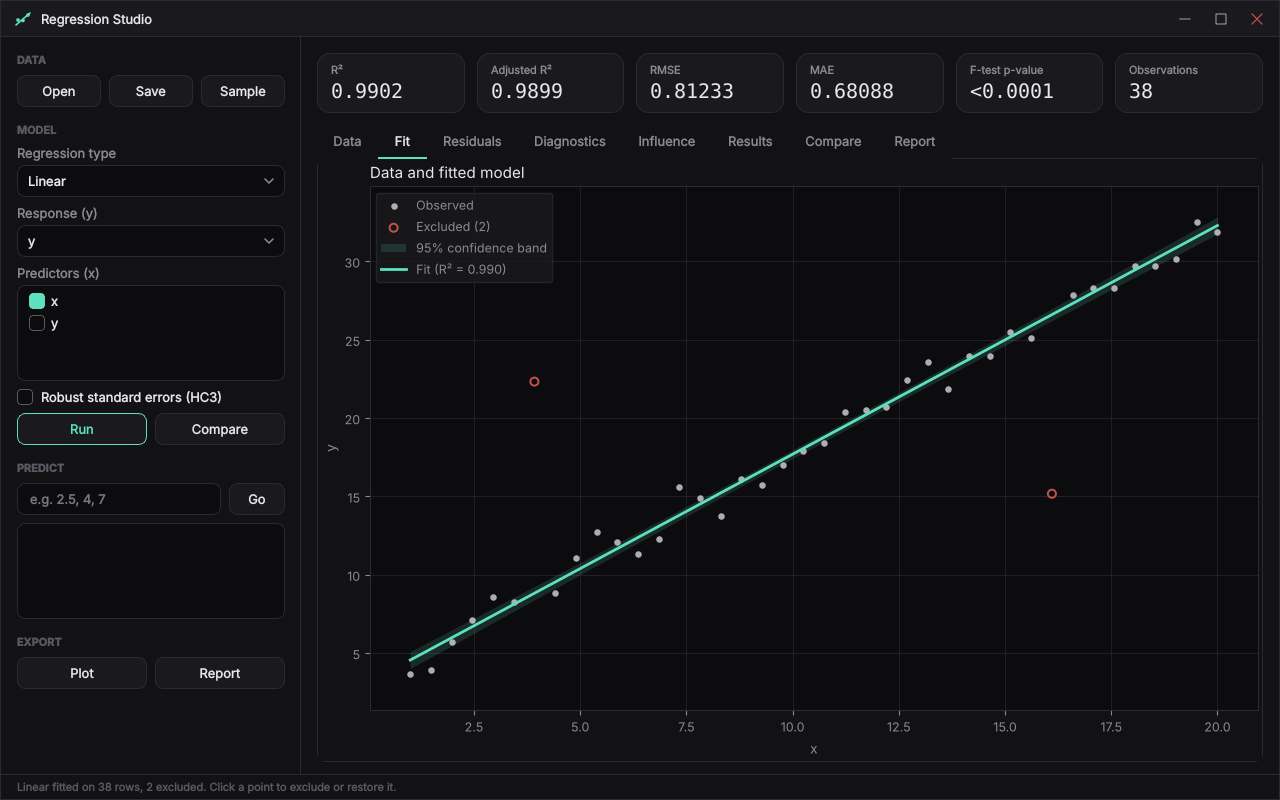 Regression Studio
DATA
Open Save Sample
MODEL
Regression type
Linear
Response (y)
y
Predictors (x)
x
y
Robust standard errors (HC3)
Run Compare
PREDICT
e.g. 2.5, 4, 7 Go
EXPORT
Plot Report
R² Adjusted R² RMSE MAE F-test p-value Observations
0.9902 0.9899 0.81233 0.68088 <0.0001 38
Data Fit Residuals Diagnostics Influence Results Compare Report
Data and fitted model
Observed
Excluded (2)
95% confidence band
Fit (R² = 0.990)
30
25
20
15
10
5
y
2.5 5.0 7.5 10.0 12.5 15.0 17.5 20.0
x
Linear fitted on 38 rows, 2 excluded. Click a point to exclude or restore it.